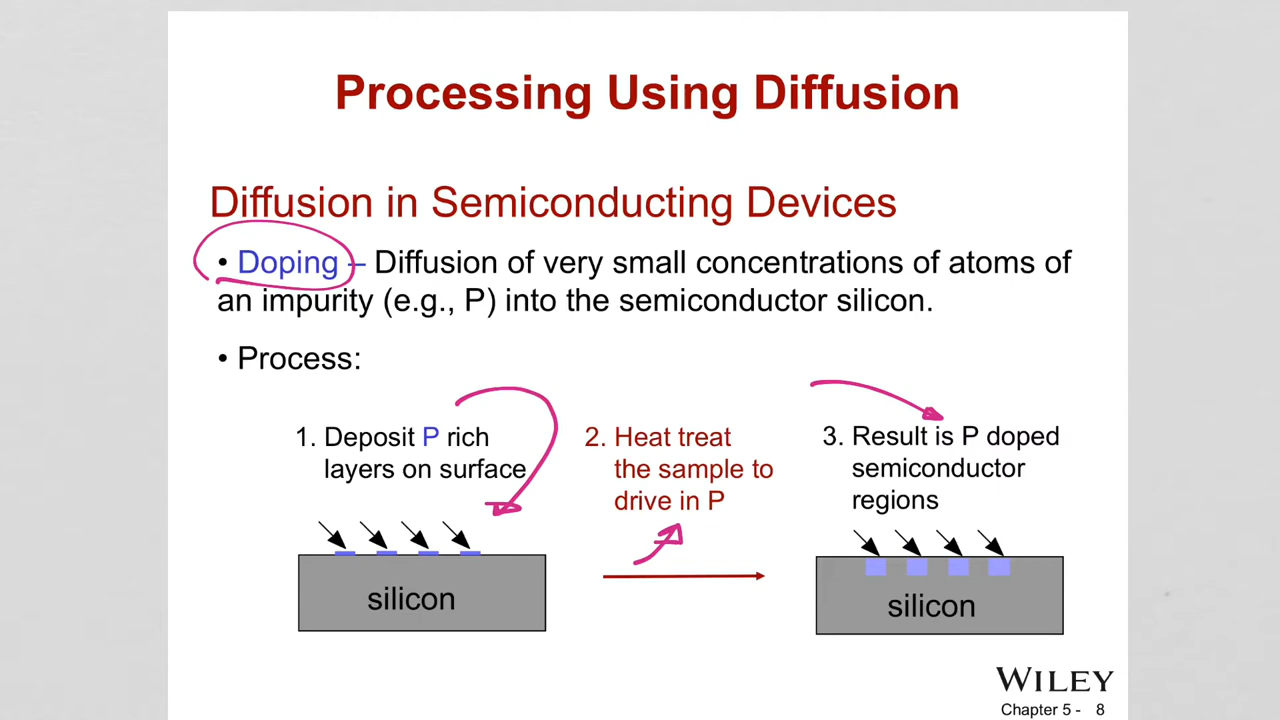 Processing Using Diffusion
Diffusion in Semiconducting Devices
• Doping – Diffusion of very small concentrations of atoms of
an impurity (e.g., P) into the semiconductor silicon.
• Process:
1. Deposit P rich
layers on surface
2. Heat treat
the sample to
drive in P
3. Result is P doped
semiconductor
regions
silicon
silicon
WILEY
Chapter 5 - 8